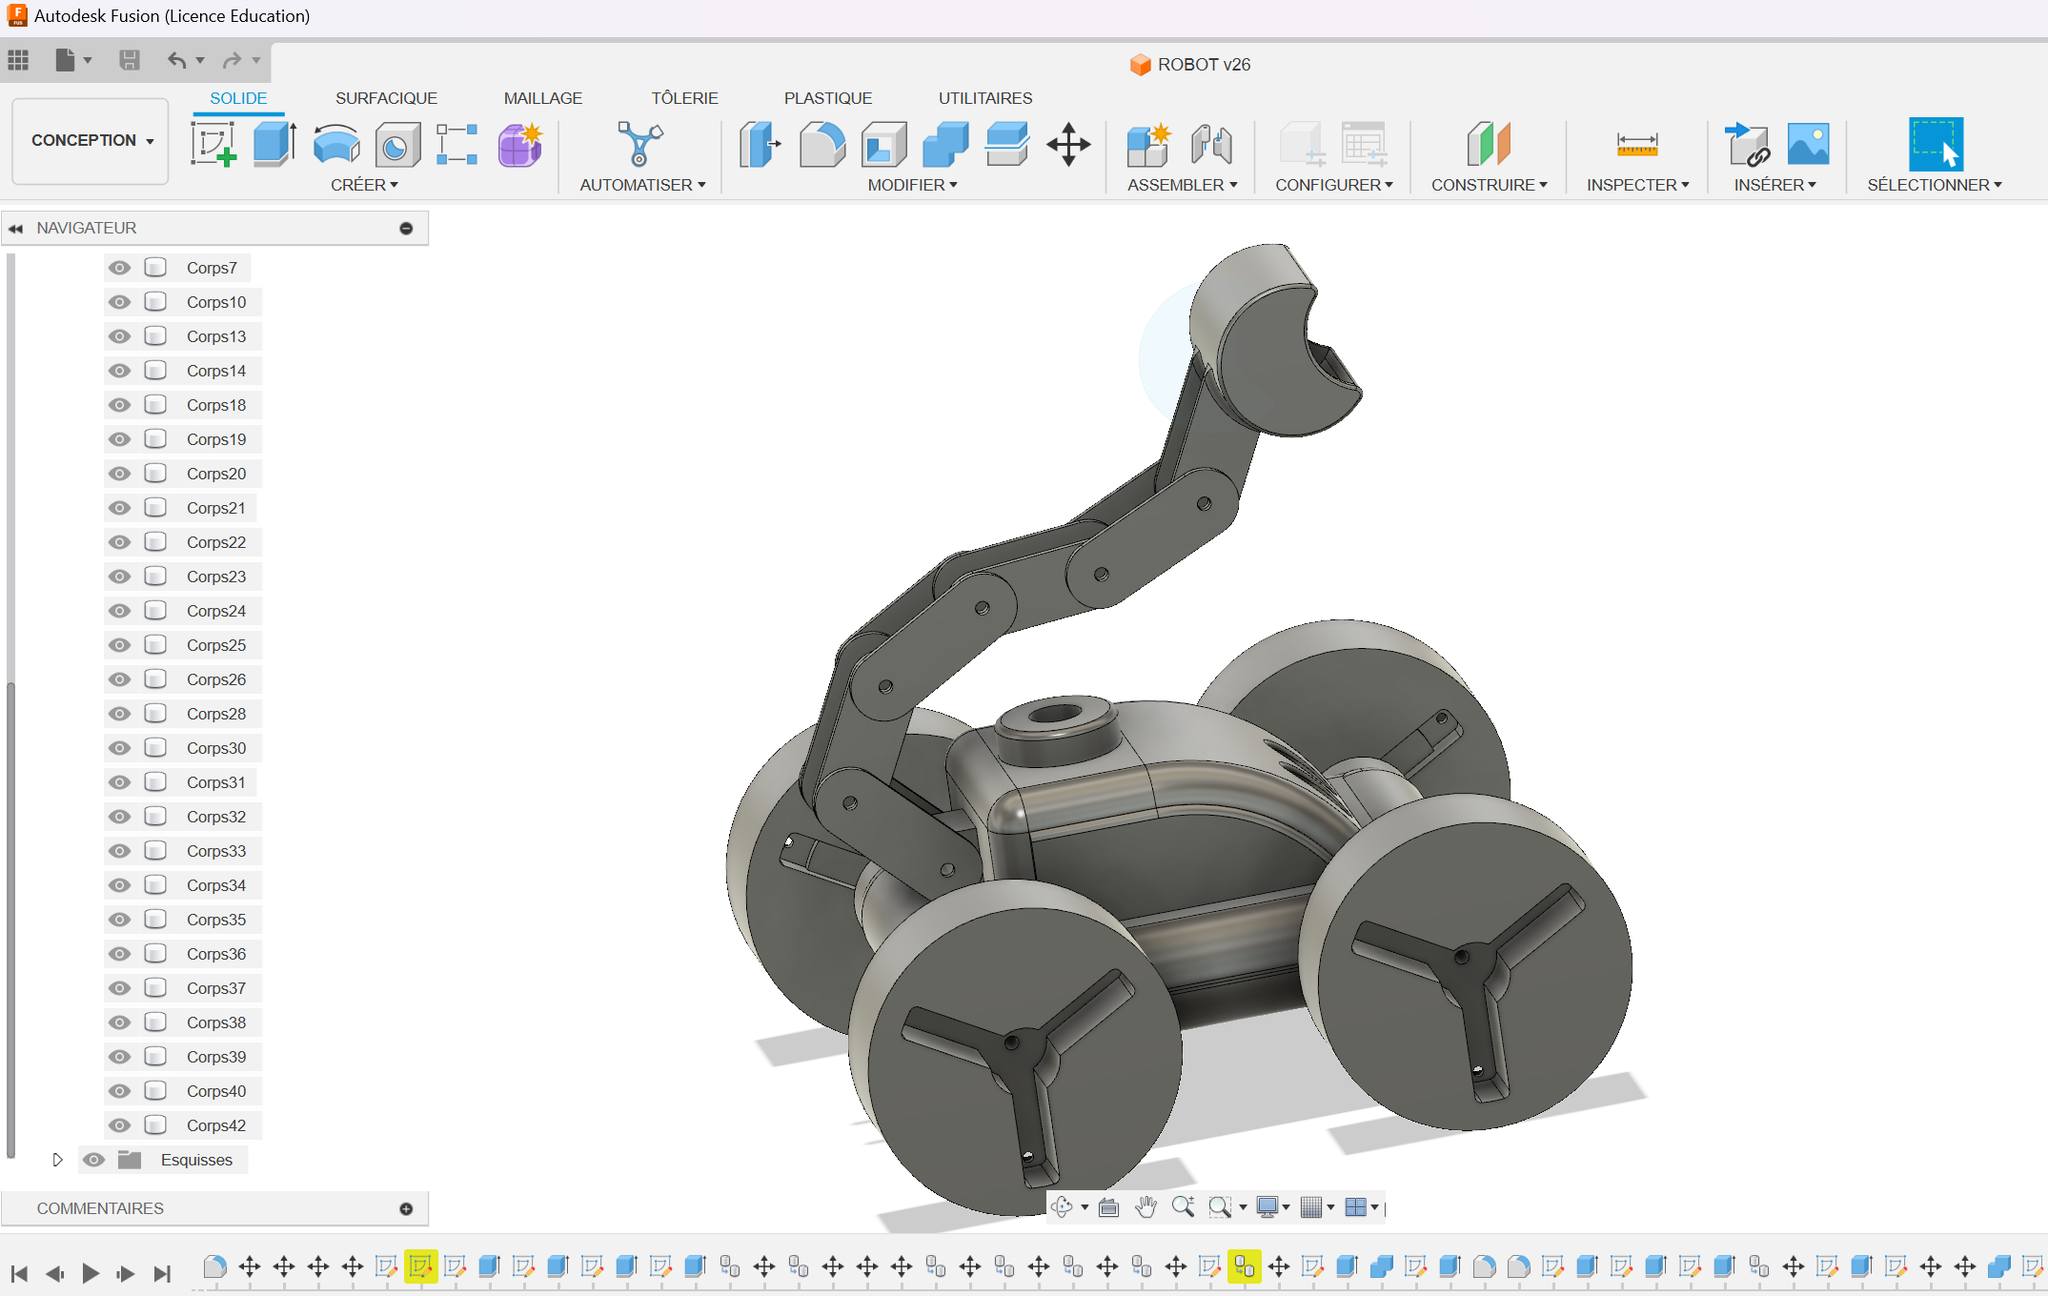 Autodesk Fusion (Licence Education)
ROBOT v26
SOLIDE SURFACIQUE MAILLAGE TÔLERIE PLASTIQUE UTILITAIRES
CONCEPTION
CRÉER AUTOMATISER MODIFIER ASSEMBLER CONFIGURER CONSTRUIRE INSPECTER INSÉRER SÉLECTIONNER
NAVIGATEUR
Corps7
Corps10
Corps13
Corps14
Corps18
Corps19
Corps20
Corps21
Corps22
Corps23
Corps24
Corps25
Corps26
Corps28
Corps30
Corps31
Corps32
Corps33
Corps34
Corps35
Corps36
Corps37
Corps38
Corps39
Corps40
Corps42
Esquisses
COMMENTAIRES